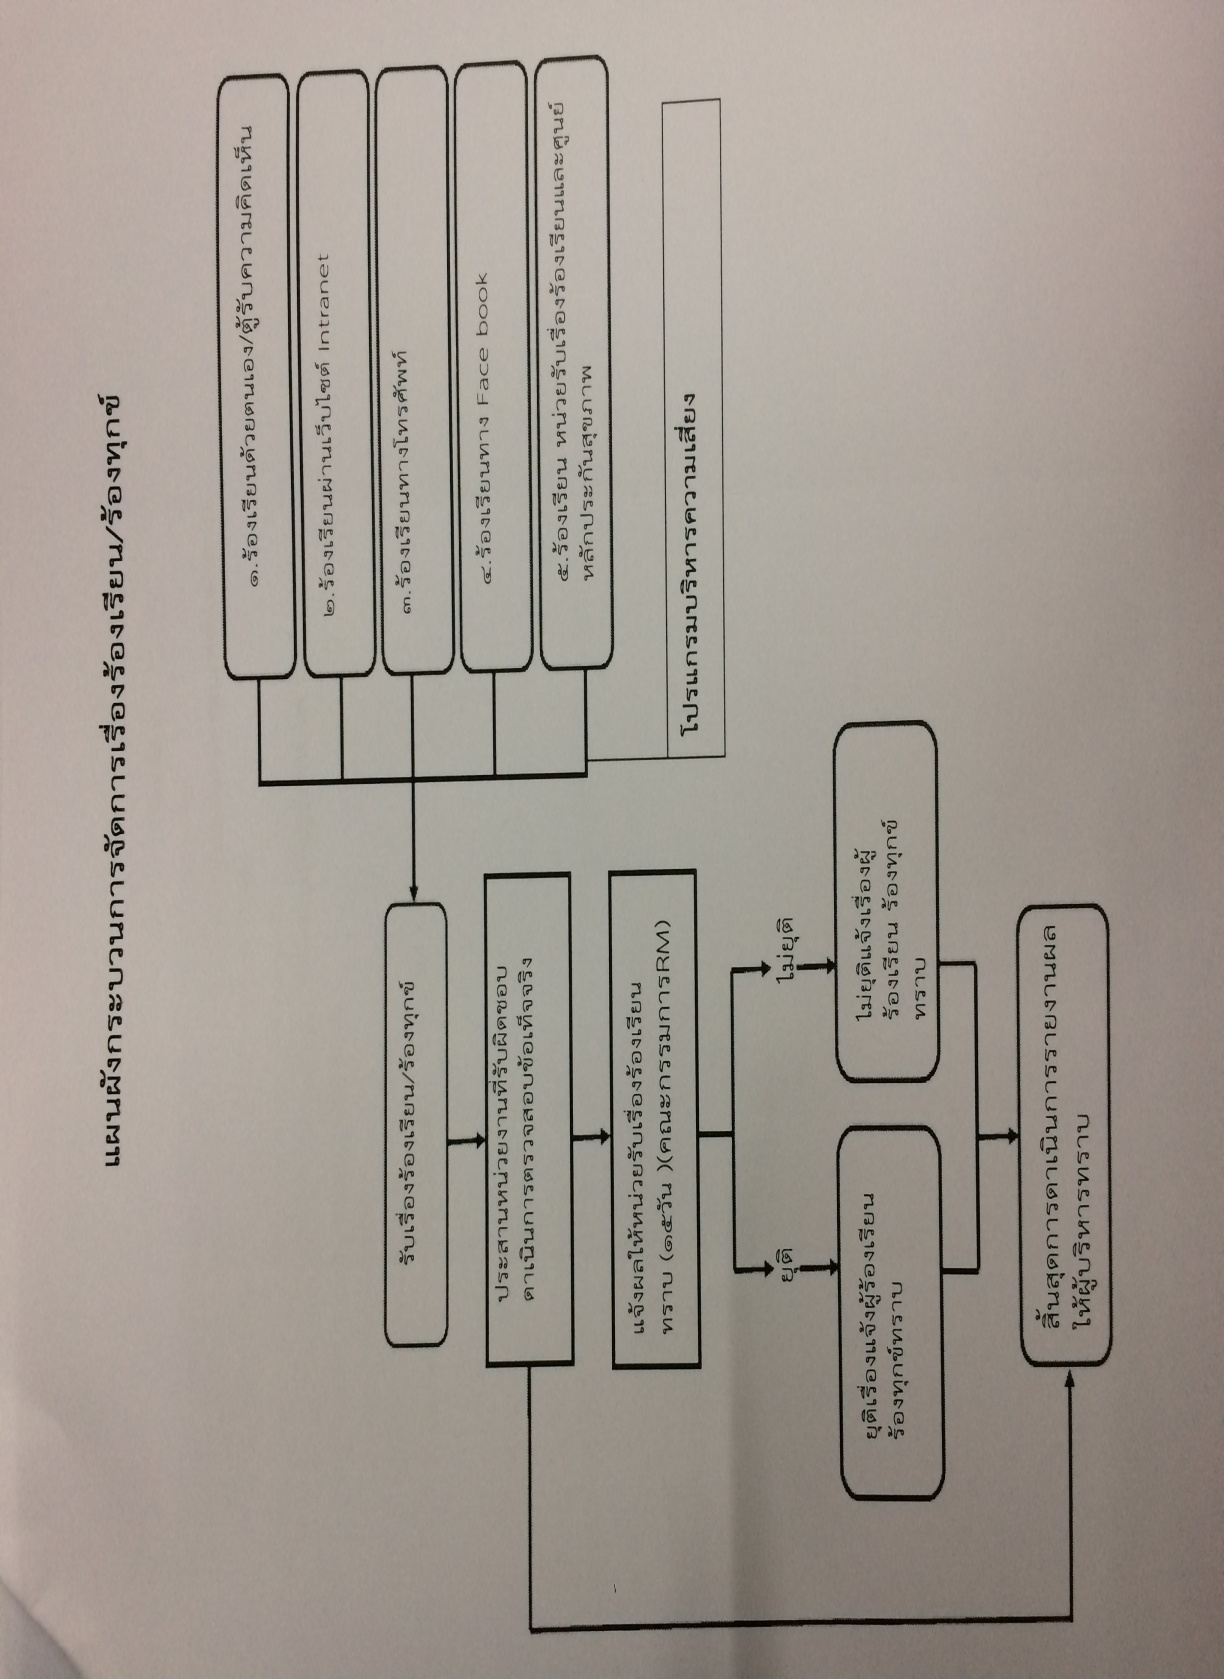 แผนผังกระบวนการจัดการเรื่องร้องเรียน/ร้องทุกข์
๑.ร้องเรียนด้วยตนเอง/ตู้รับความคิดเห็น
๒.ร้องเรียนผ่านเว็บไซต์ Intranet
๓.ร้องเรียนทางโทรศัพท์
๔.ร้องเรียนทาง Face book
๕.ร้องเรียน หน่วยรับเรื่องร้องเรียนและศูนย์
หลักประกันสุขภาพ
โปรแกรมบริหารความเสี่ยง
รับเรื่องร้องเรียน/ร้องทุกข์
ประสานหน่วยงานที่รับผิดชอบ
ดาเนินการตรวจสอบข้อเท็จจริง
แจ้งผลให้หน่วยรับเรื่องร้องเรียน
ทราบ (๑๕วัน )(คณะกรรมการRM)
ยุติ
ไม่ยุติ
ยุติเรื่องแจ้งผู้ร้องเรียน
ร้องทุกข์ทราบ
ไม่ยุติแจ้งเรื่องผู้
ร้องเรียน ร้องทุกข์
ทราบ
สิ้นสุดการดาเนินการรายงานผล
ให้ผู้บริหารทราบ